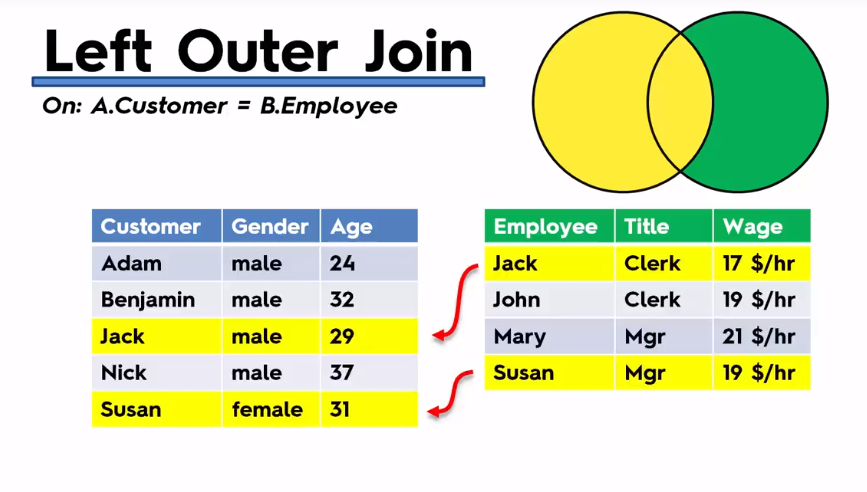 Left Outer Join
On: A.Customer = B.Employee
Customer Gender Age
Adam male 24
Benjamin male 32
Jack male 29
Nick male 37
Susan female 31
Employee Title Wage
Jack Clerk 17 $/hr
John Clerk 19 $/hr
Mary Mgr 21 $/hr
Susan Mgr 19 $/hr